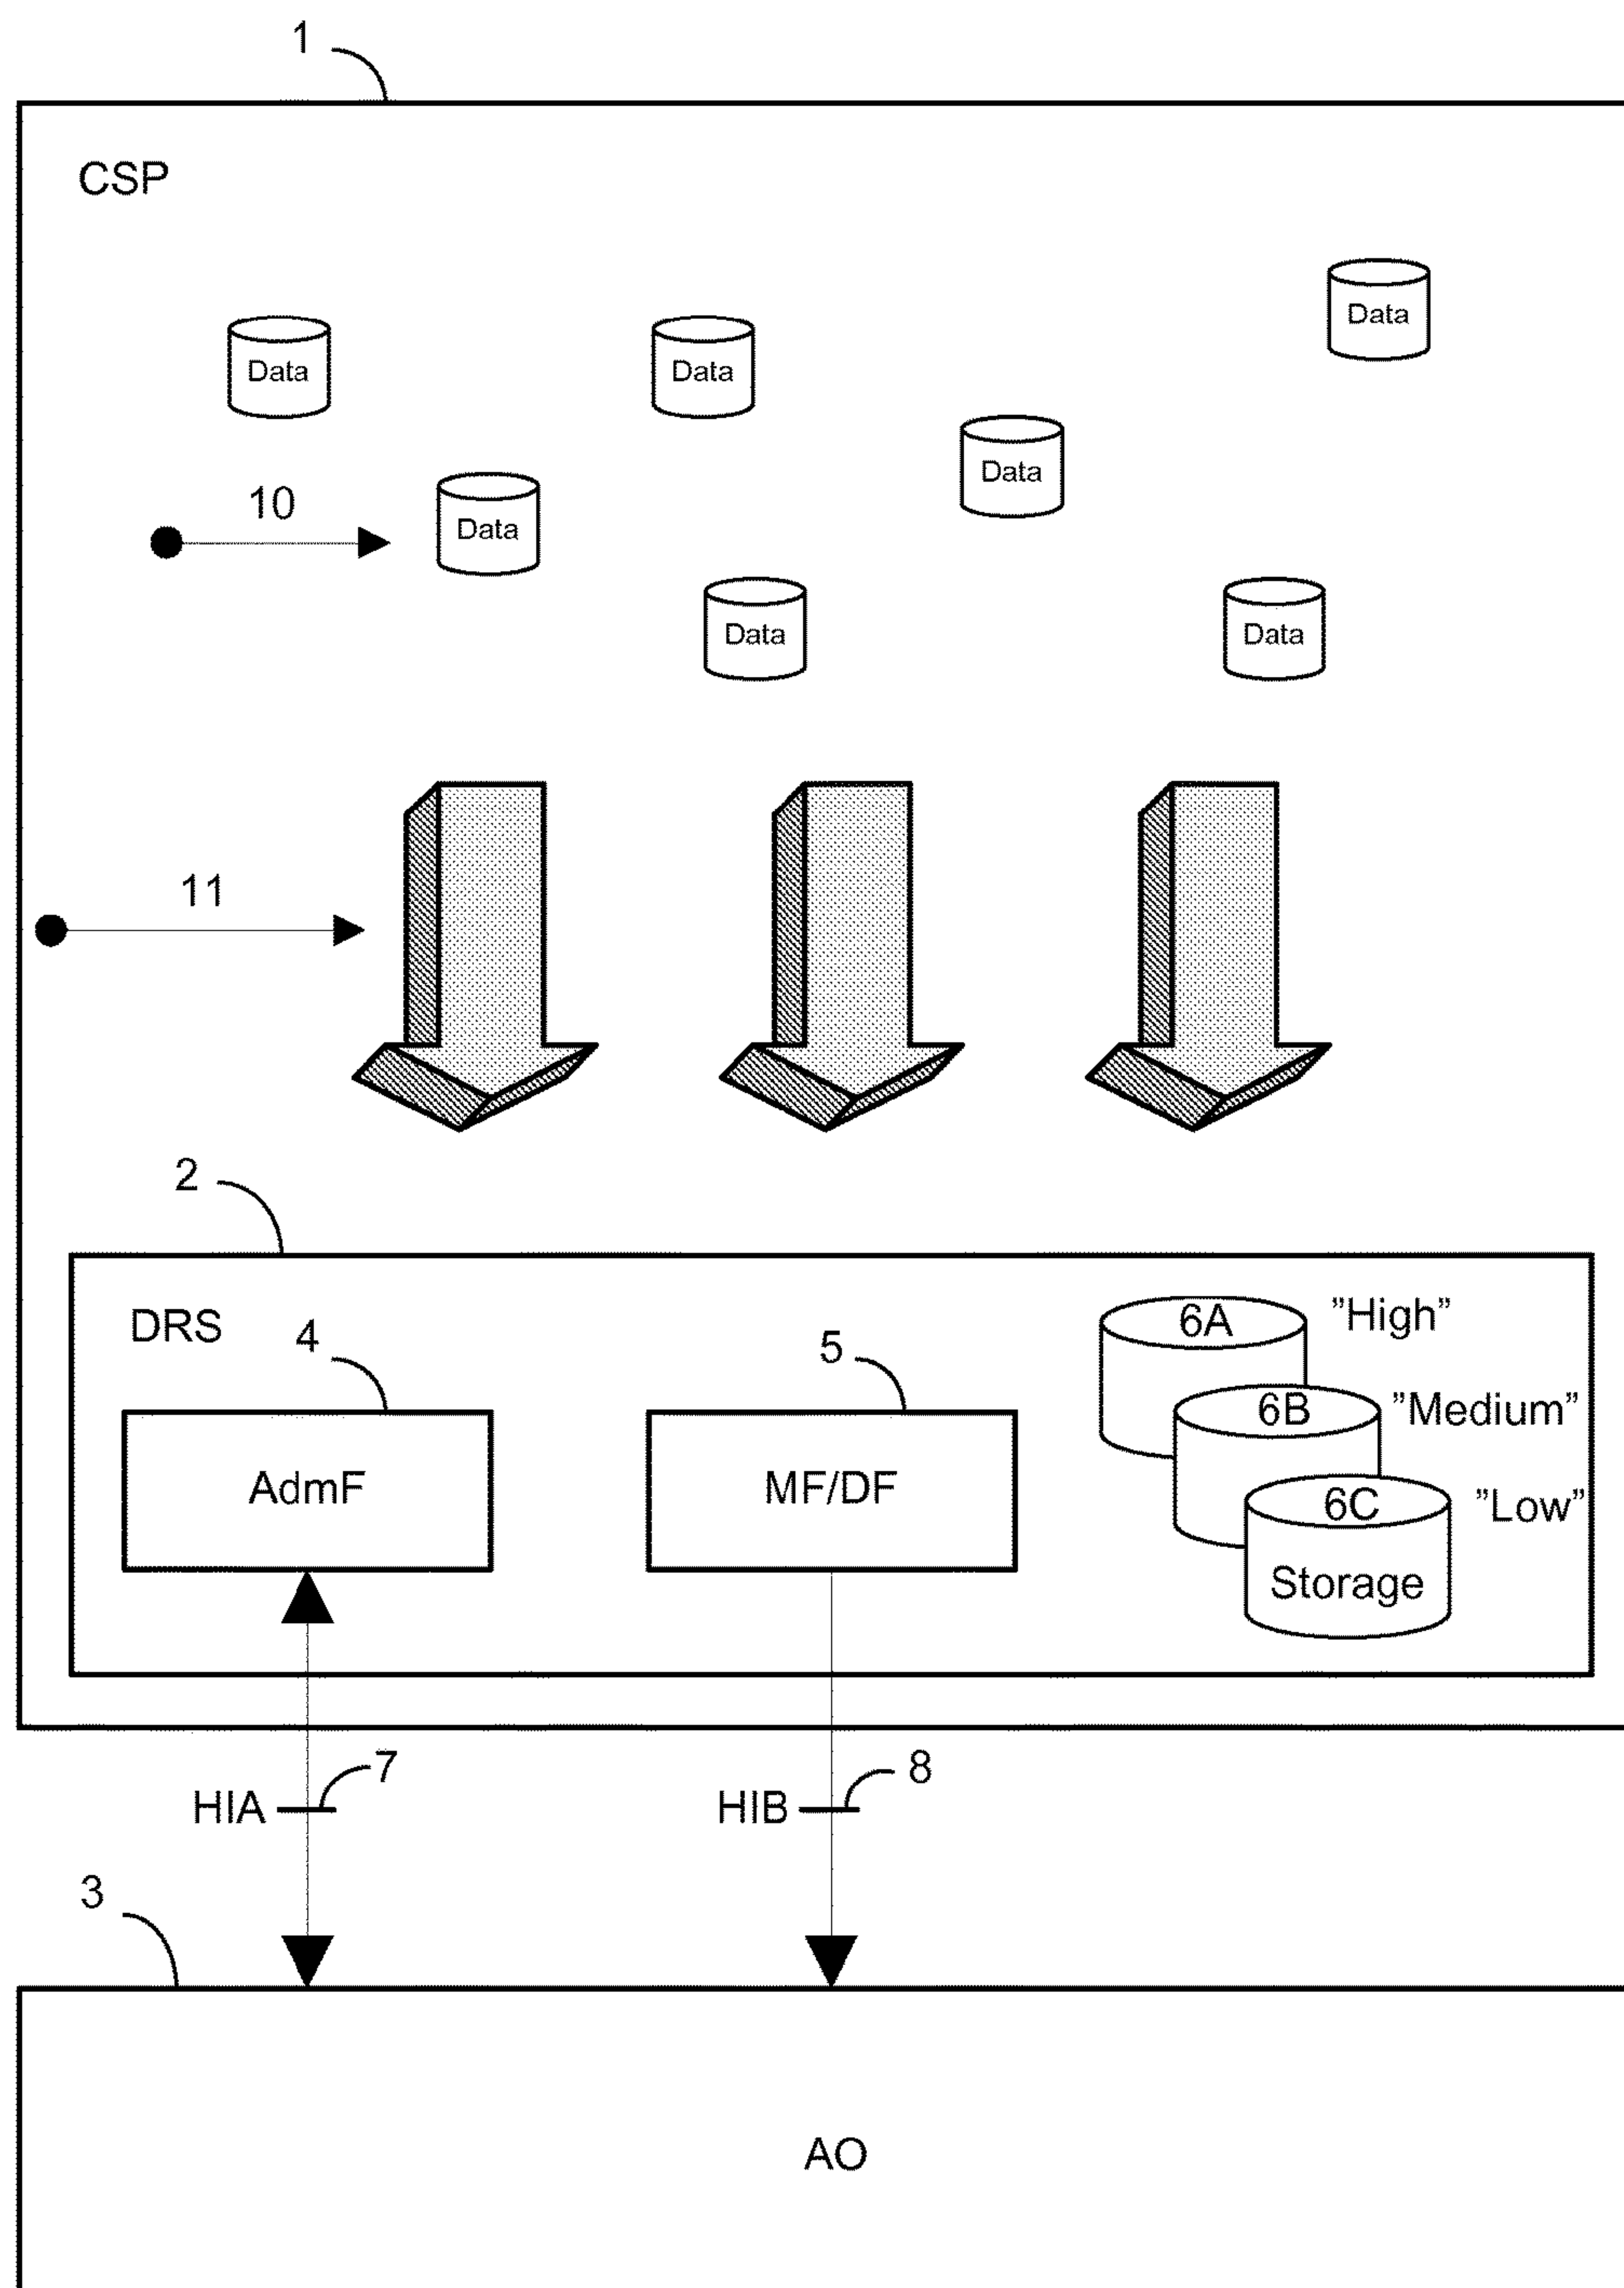 1
CSP
Data
Data
Data
Data
10
Data
Data
Data
11
2
DRS
4
5
6A
”High”
6B
”Medium”
AdmF
MF/DF
6C
”Low”
Storage
7
8
HIA
HIB
3
AO